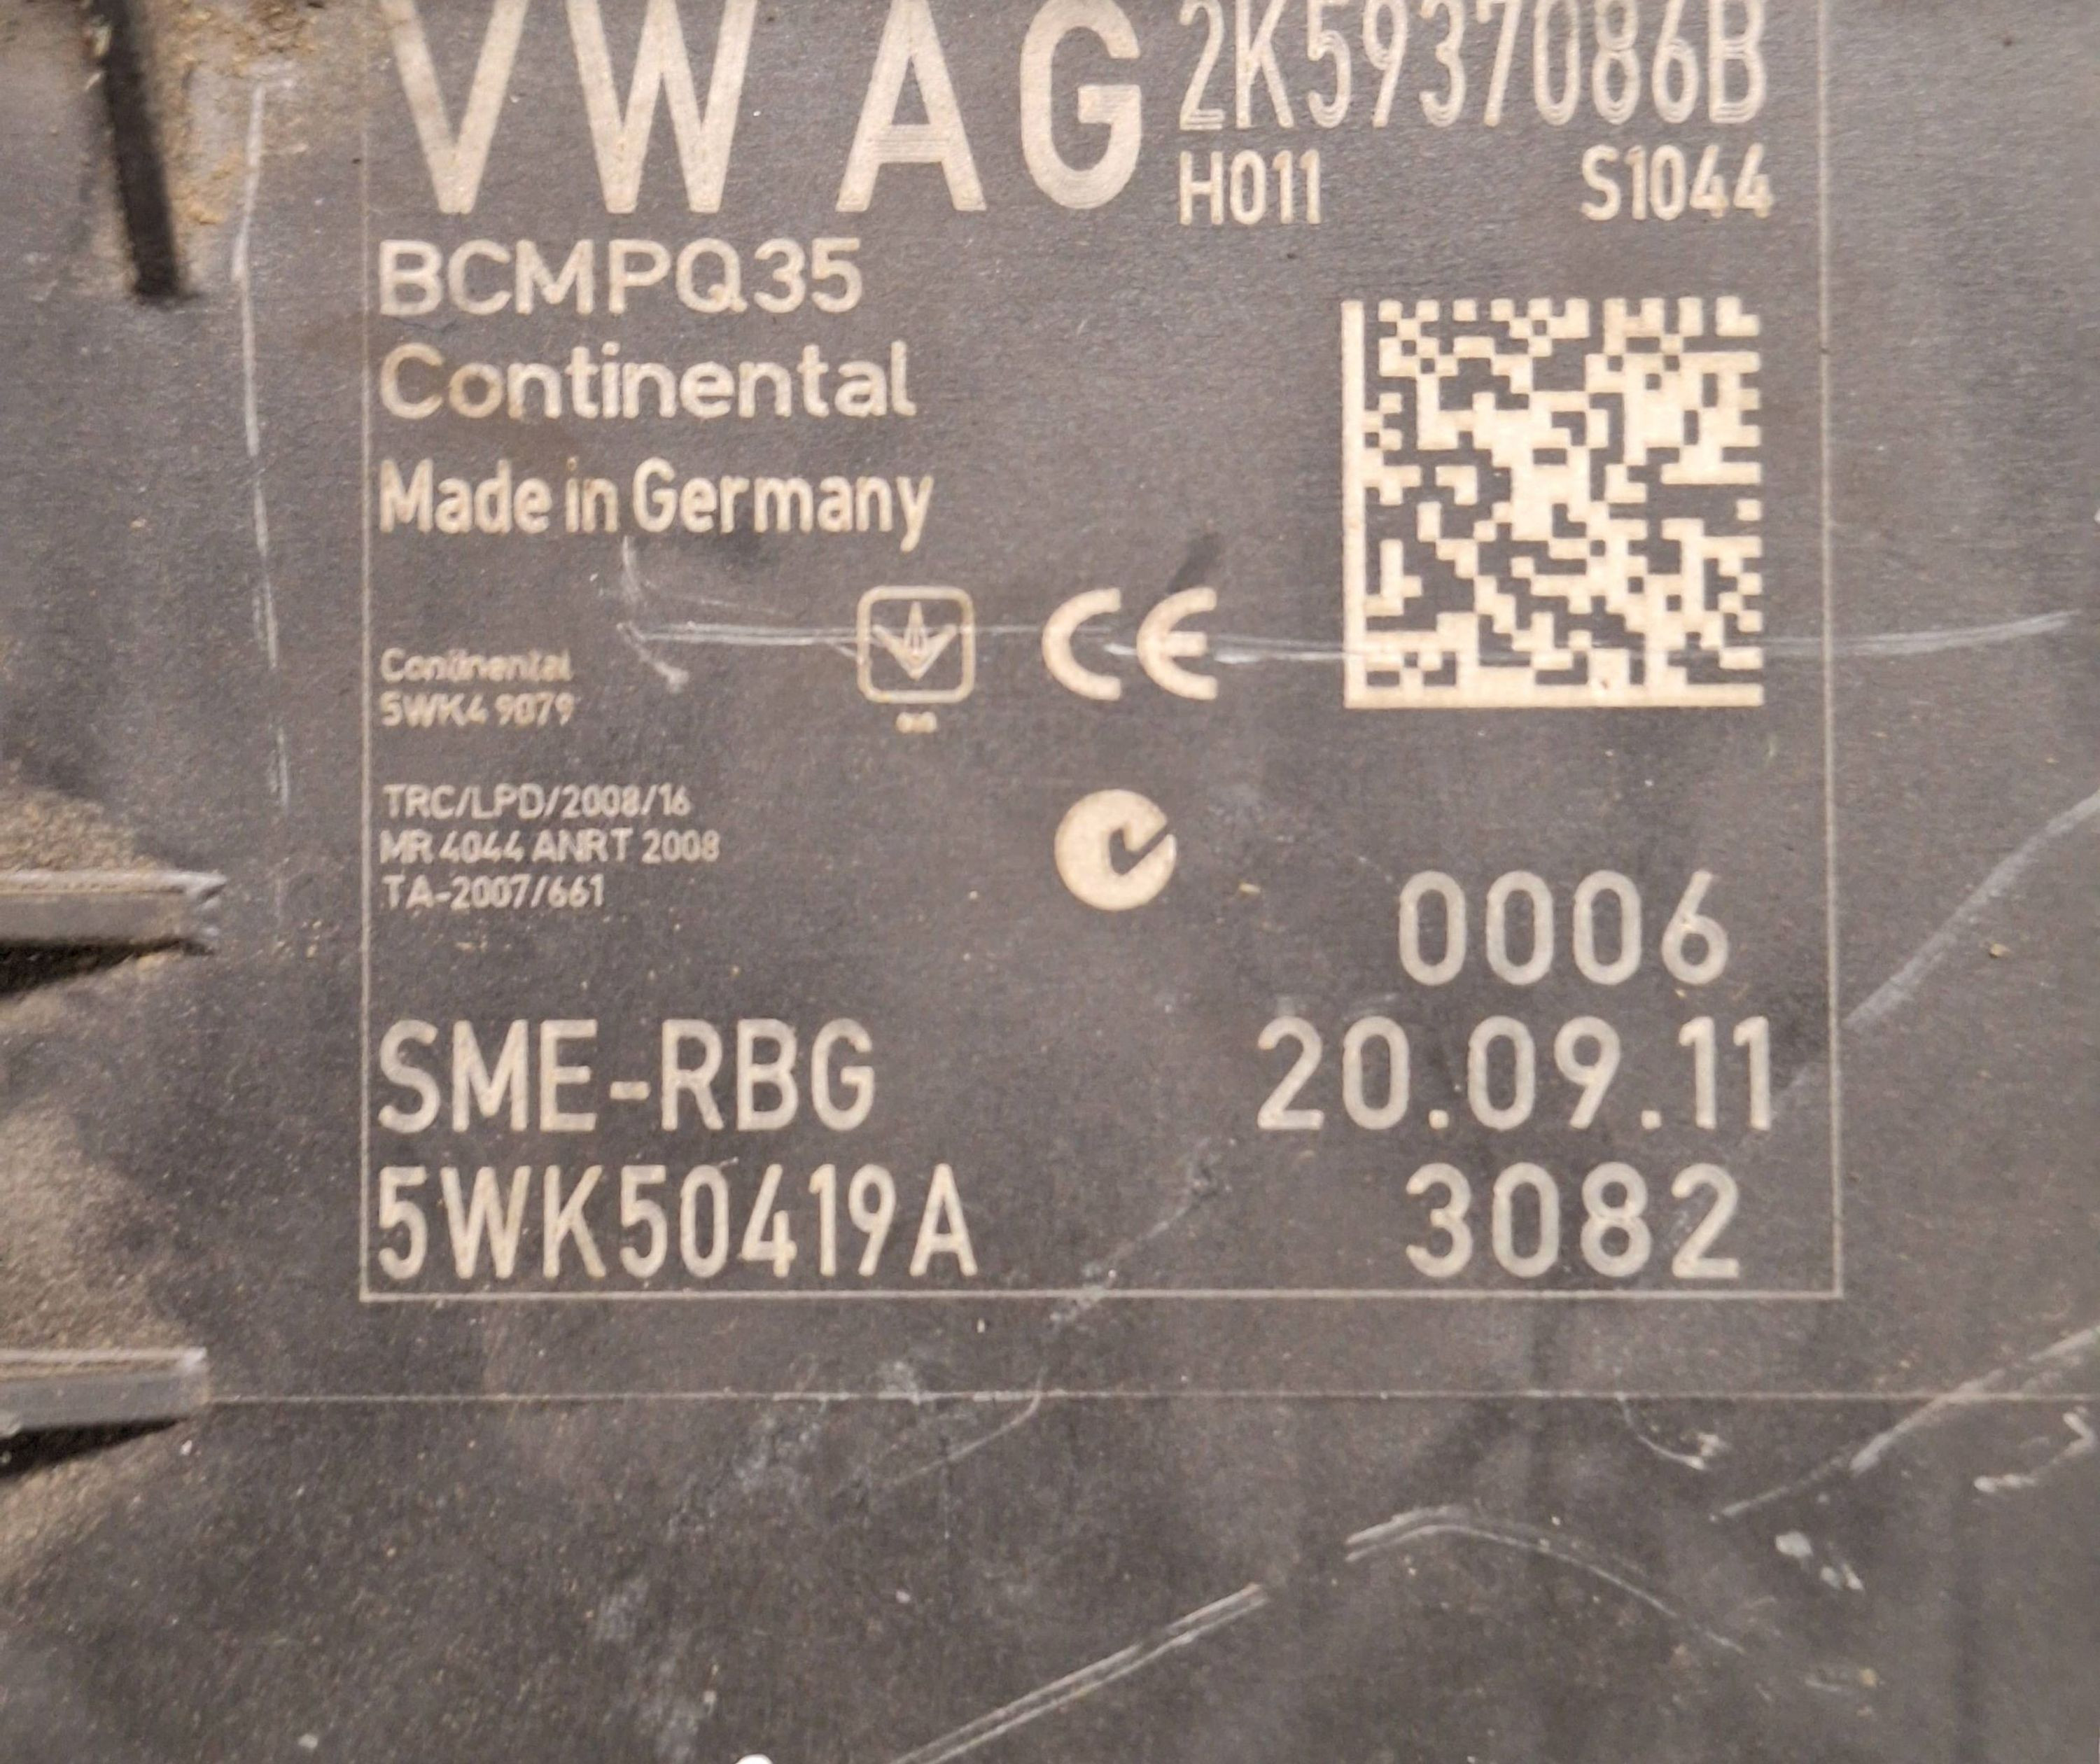 VW AG 2K5937086B
H011 S1044
BCMPQ35
Continental
Made in Germany
CE
Continental
5WK4 9079
TRC/LPD/2008/16
MR 4044 ANRT 2008
TA-2007/661
0006
SME-RBG 20.09.11
5WK50419A 3082